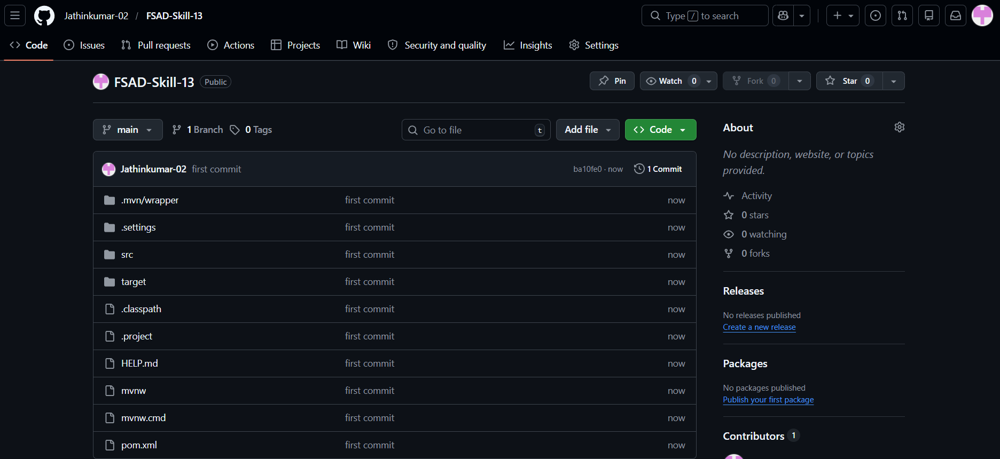 Jathinkumar-02 / FSAD-Skill-13
Type / to search
Code Issues Pull requests Actions Projects Wiki Security and quality Insights Settings
FSAD-Skill-13 Public
Pin Watch 0 Fork 0 Star 0
main 1 Branch 0 Tags Go to file t Add file Code
Jathinkumar-02 first commit ba10fe0 · now 1 Commit
.mvn/wrapper first commit now
.settings first commit now
src first commit now
target first commit now
.classpath first commit now
.project first commit now
HELP.md first commit now
mvnw first commit now
mvnw.cmd first commit now
pom.xml first commit now
About
No description, website, or topics
provided.
Activity
0 stars
0 watching
0 forks
Releases
No releases published
Create a new release
Packages
No packages published
Publish your first package
Contributors 1